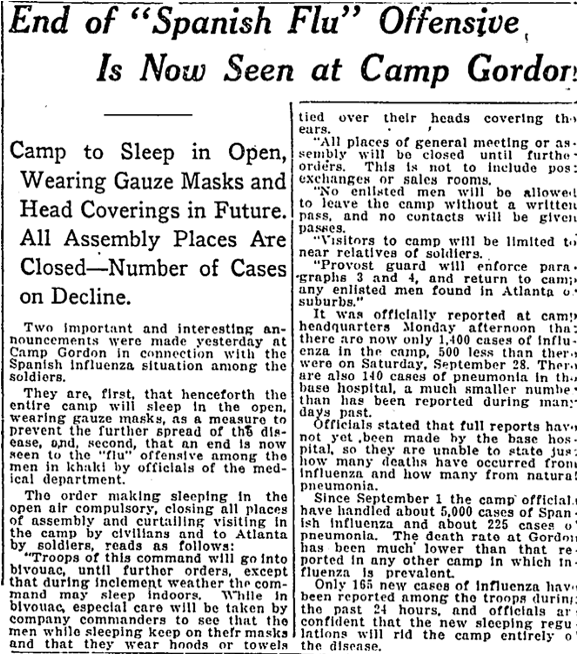 End of "Spanish Flu" Offensive
Is Now Seen at Camp Gordon
Camp to Sleep in Open,
Wearing Gauze Masks and
Head Coverings in Future.
All Assembly Places Are
Closed—Number of Cases
on Decline.
Two important and interesting an-
nouncements were made yesterday at
Camp Gordon in connection with the
Spanish influenza situation among the
soldiers.
They are, first, that henceforth the
entire camp will sleep in the open,
wearing gauze masks, as a measure to
prevent the further spread of the dis-
ease, and, second, that an end is now
seen to the "flu" offensive among the
men in khaki by officials of the med-
ical department.
The order making sleeping in the
open air compulsory, closing all places
of assembly and curtailing visiting in
the camp by civilians and to Atlanta
by soldiers, reads as follows:
"Troops of this command will go into
bivouac, until further orders, except
that during inclement weather the com-
mand may sleep indoors. While in
bivouac, especial care will be taken by
company commanders to see that the
men while sleeping keep on their masks
and that they wear hoods or towels
tied over their heads covering the
ears.
"All places of general meeting or as-
sembly will be closed until furthe
orders. This is not to include pos
exchanges or sales rooms.
"No enlisted men will be allowed
to leave the camp without a written
pass, and no contacts will be given
passes.
"Visitors to camp will be limited to
near relatives of soldiers.
"Provost guard will enforce para-
graphs 3 and 4, and return to camp
any enlisted men found in Atlanta o
suburbs."
It was officially reported at camp
headquarters Monday afternoon tha
there are now only 1,400 cases of influ-
enza in the camp, 500 less than ther
were on Saturday, September 28. Ther
are also 140 cases of pneumonia in th
base hospital, a much smaller numbe
than has been reported during many
days past.
Officials stated that full reports have
not yet been made by the base hos-
pital, so they are unable to state jus
how many deaths have occurred from
influenza and how many from natural
pneumonia.
Since September 1 the camp official
have handled about 5,000 cases of Span-
ish influenza and about 225 cases o
pneumonia. The death rate at Gordon
has been much lower than that re-
ported in any other camp in which in-
fluenza is prevalent.
Only 165 new cases of influenza have
been reported among the troops during
the past 24 hours, and officials ar
confident that the new sleeping regu-
lations will rid the camp entirely o
the disease.